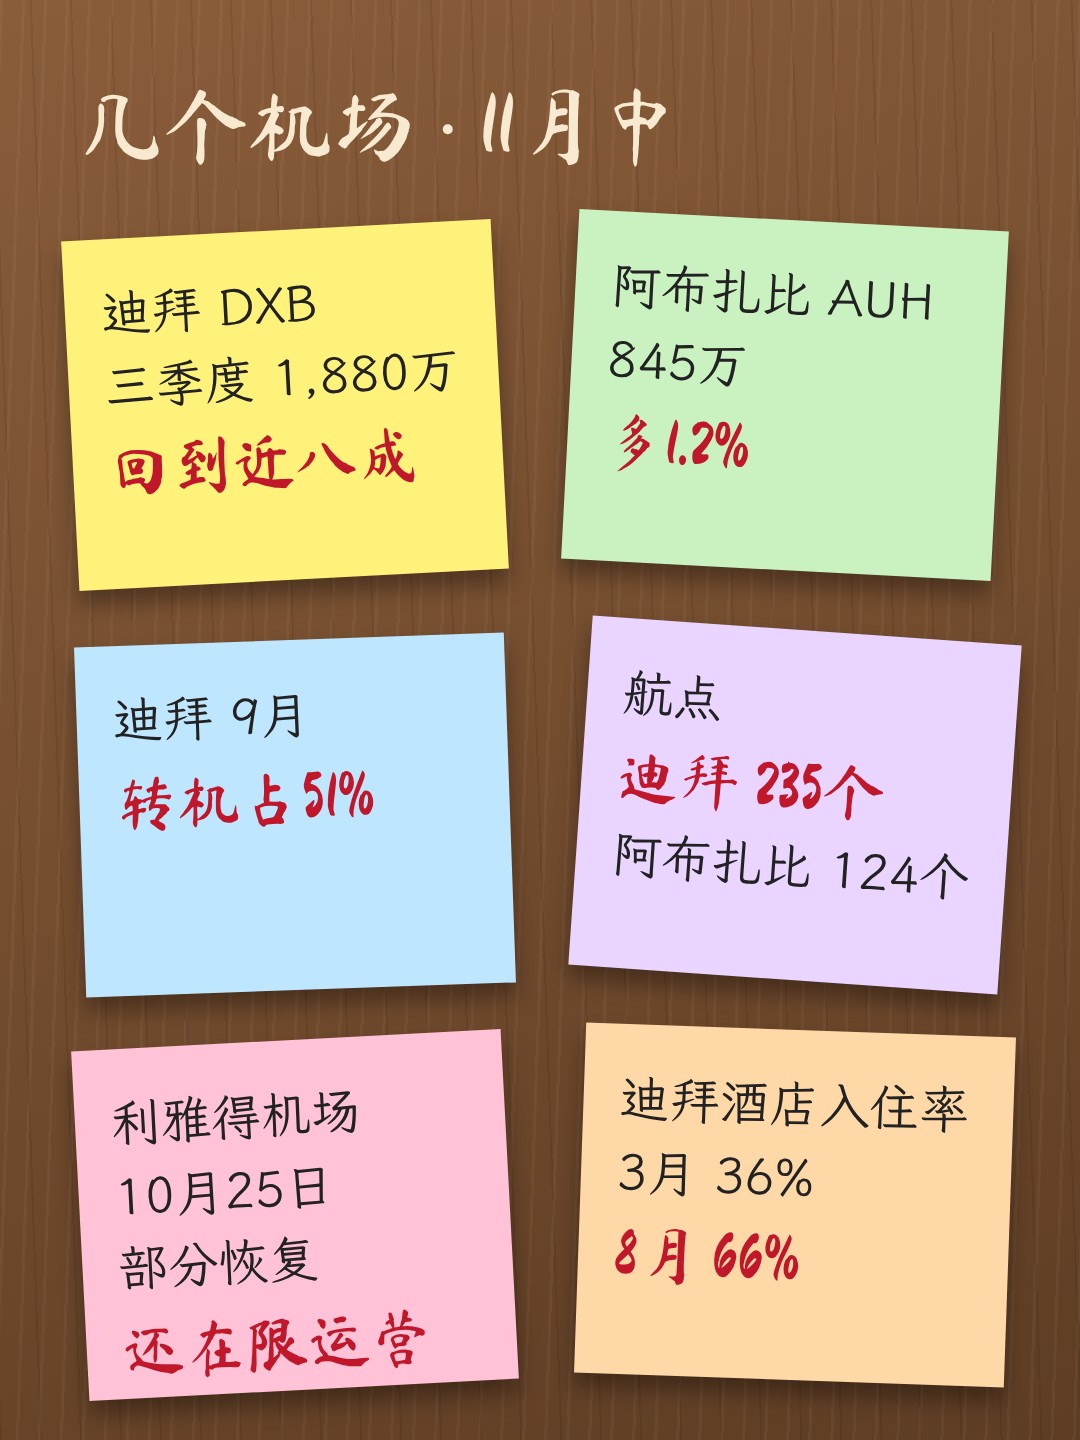 几个机场·11月中
迪拜 DXB
三季度 1,880万
回到近八成
阿布扎比 AUH
845万
多1.2%
迪拜 9月
转机占51%
航点
迪拜 235个
阿布扎比 124个
利雅得机场
10月25日
部分恢复
还在限运营
迪拜酒店入住率
3月 36%
8月 66%